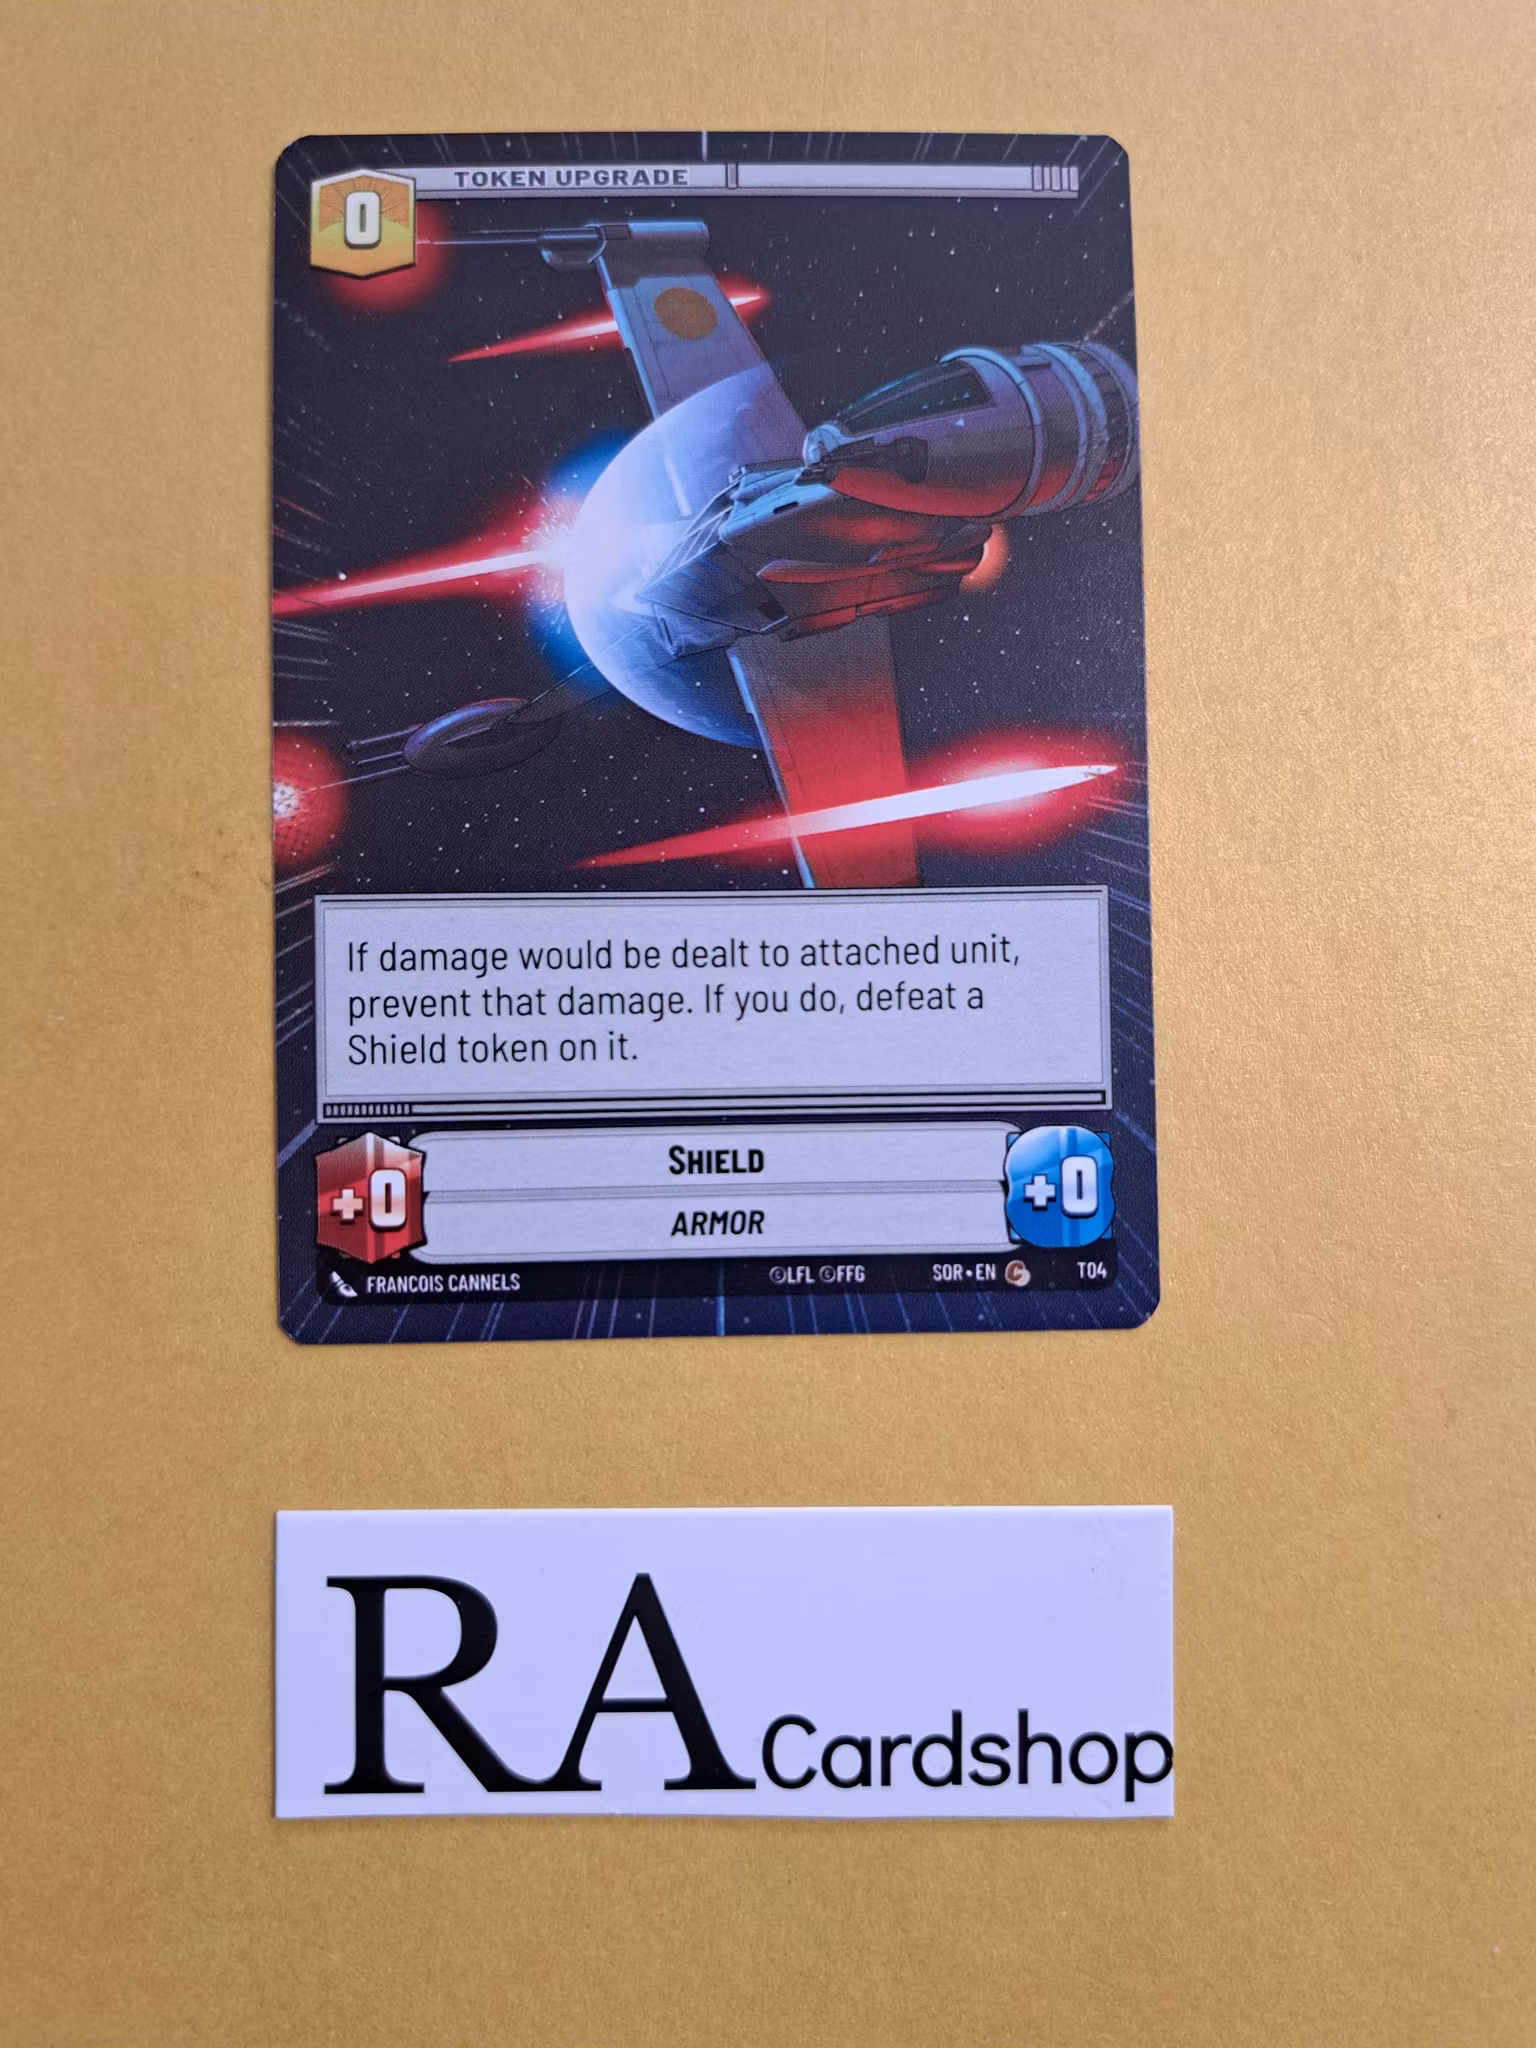 TOKEN UPGRADE
0
If damage would be dealt to attached unit,
prevent that damage. If you do, defeat a
Shield token on it.
+0
SHIELD
ARMOR
+0
FRANCOIS CANNELS
©LFL ©FFG
SOR•EN C T04
RA Cardshop